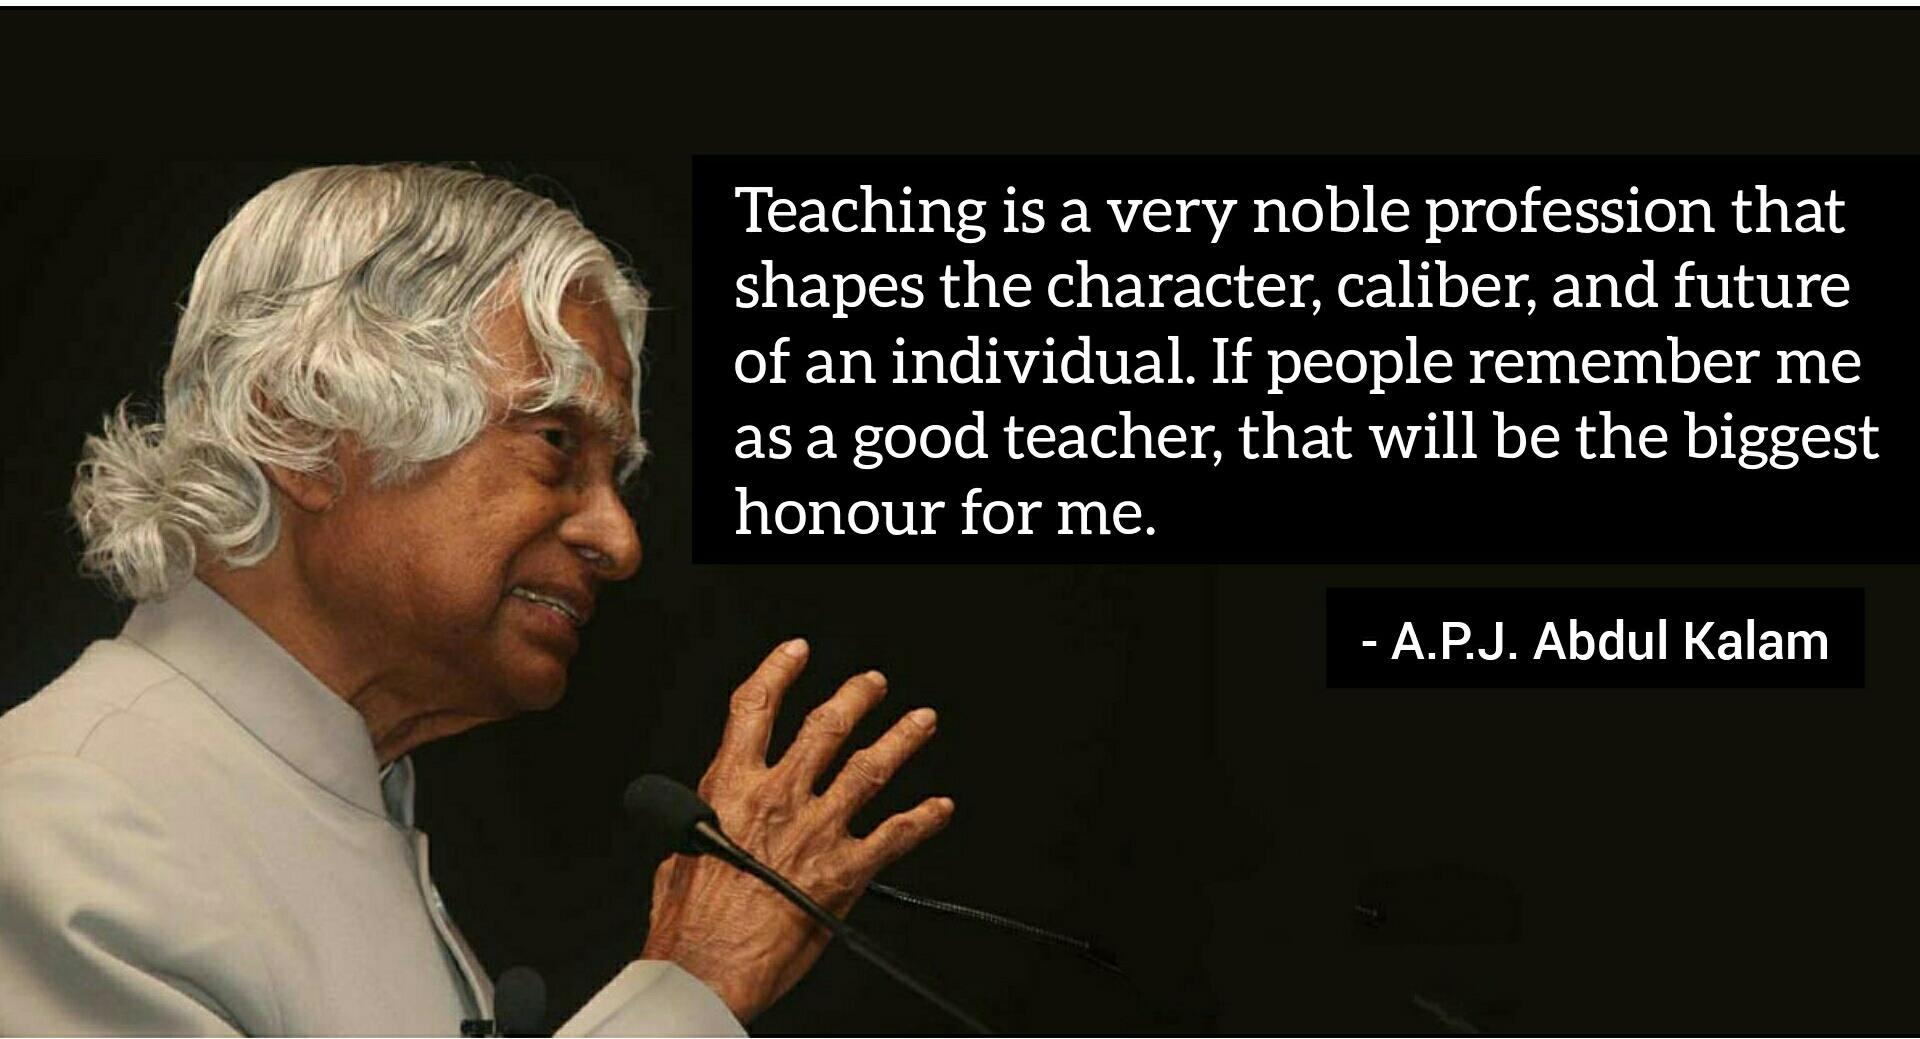 Teaching is a very noble profession that
shapes the character, caliber, and future
of an individual. If people remember me
as a good teacher, that will be the biggest
honour for me.
- A.P.J. Abdul Kalam